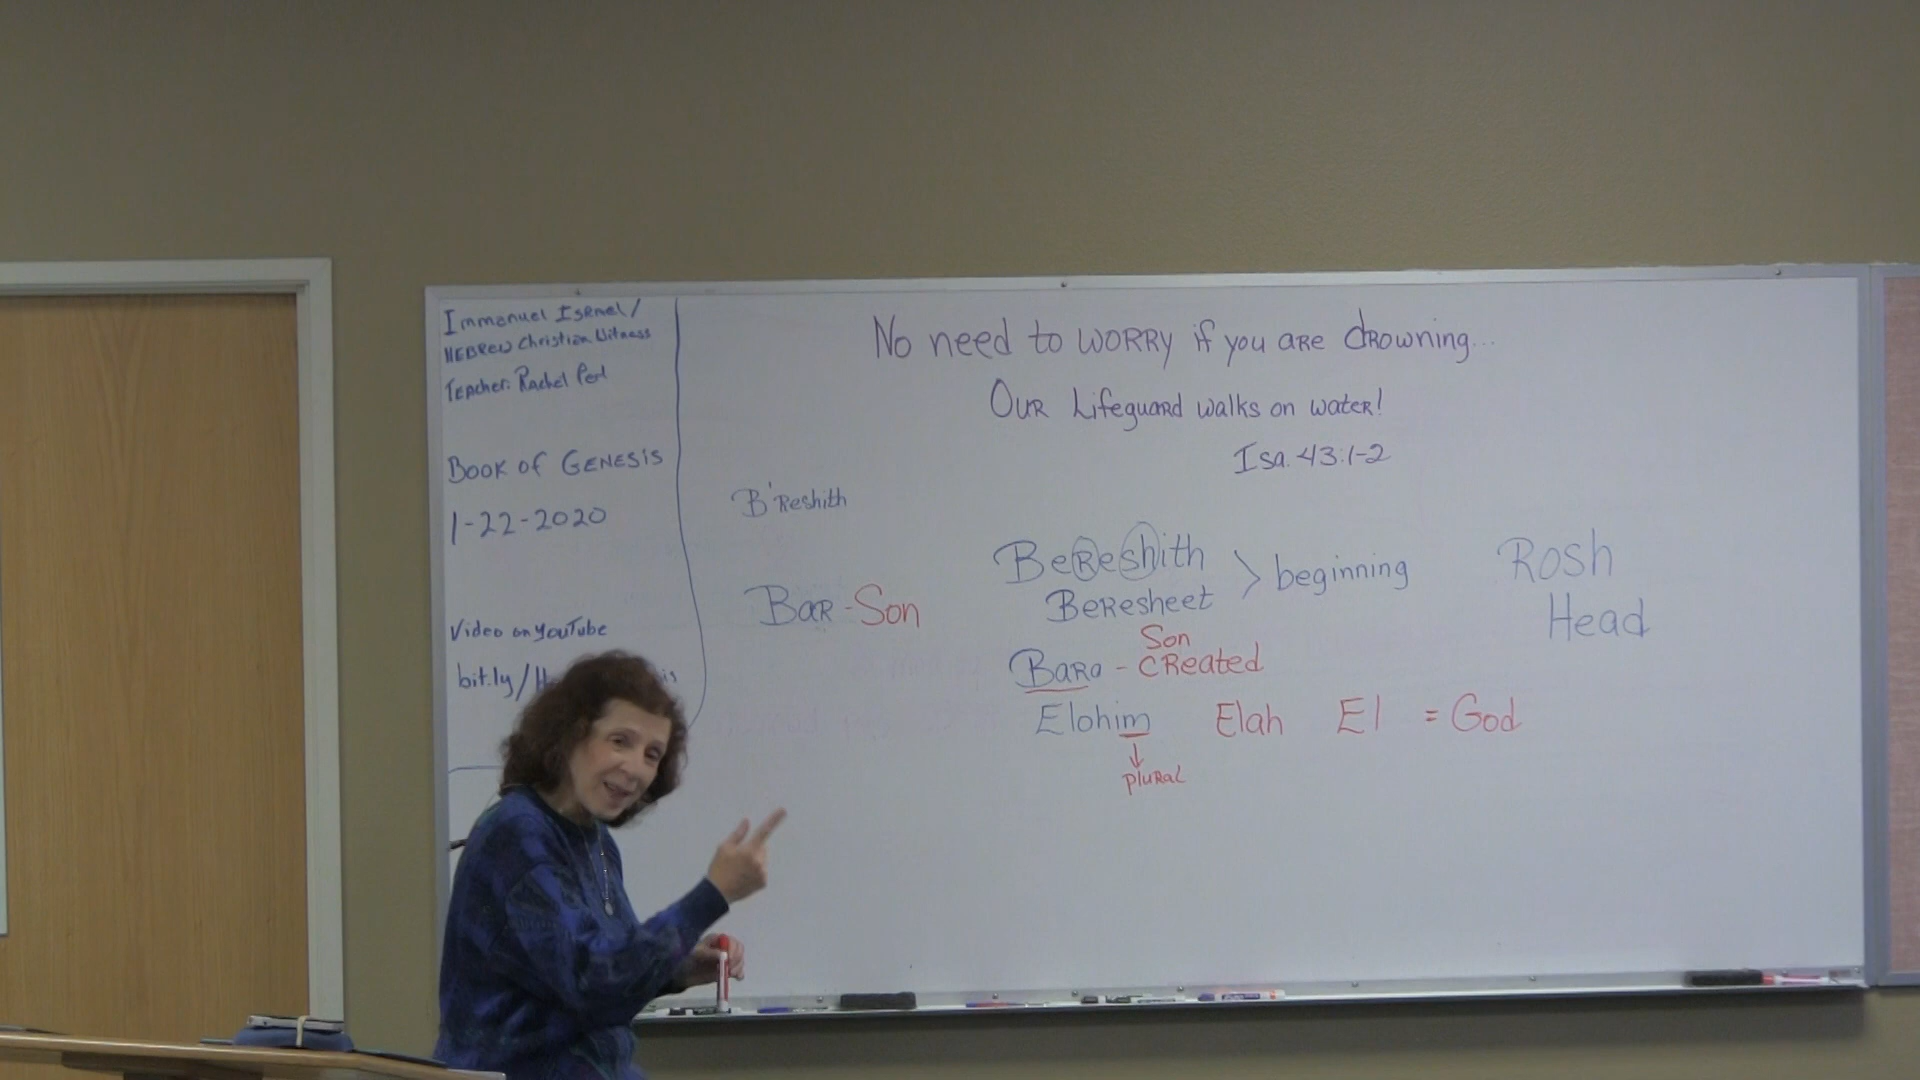 Immanuel Israel/
HEBREW Christian Witness
Teacher: Rachel Perl
Book of Genesis
1-22-2020
Video on YouTube
bit.ly/
No need to WORRY if you are drowning...
Our Lifeguard walks on water!
Isa. 43:1-2
B'Reshith
BeReshith > beginning
BeResheet
Rosh
Head
Bar - Son
Son
Bara - CReated
Elohim Elah El = God
plural